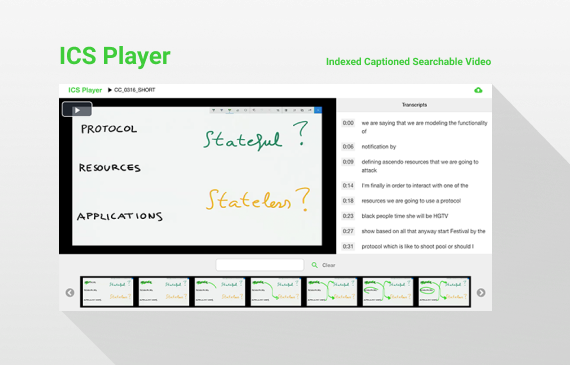 ICS Player
Indexed Captioned Searchable Video
ICS Player ▶ CC_0316_SHORT
Transcripts
PROTOCOL
Stateful ?
RESOURCES
Stateless ?
APPLICATIONS
0:00 we are saying that we are modeling the functionality
of
0:06 notification by
0:09 defining ascendo resources that we are going to
attack
0:14 I'm finally in order to interact with one of the
0:18 resources we are going to use a protocol
0:23 black people time she will be HGTV
0:27 show based on all that anyway start Festival by the
0:31 protocol which is like to shoot pool or should I
Clear